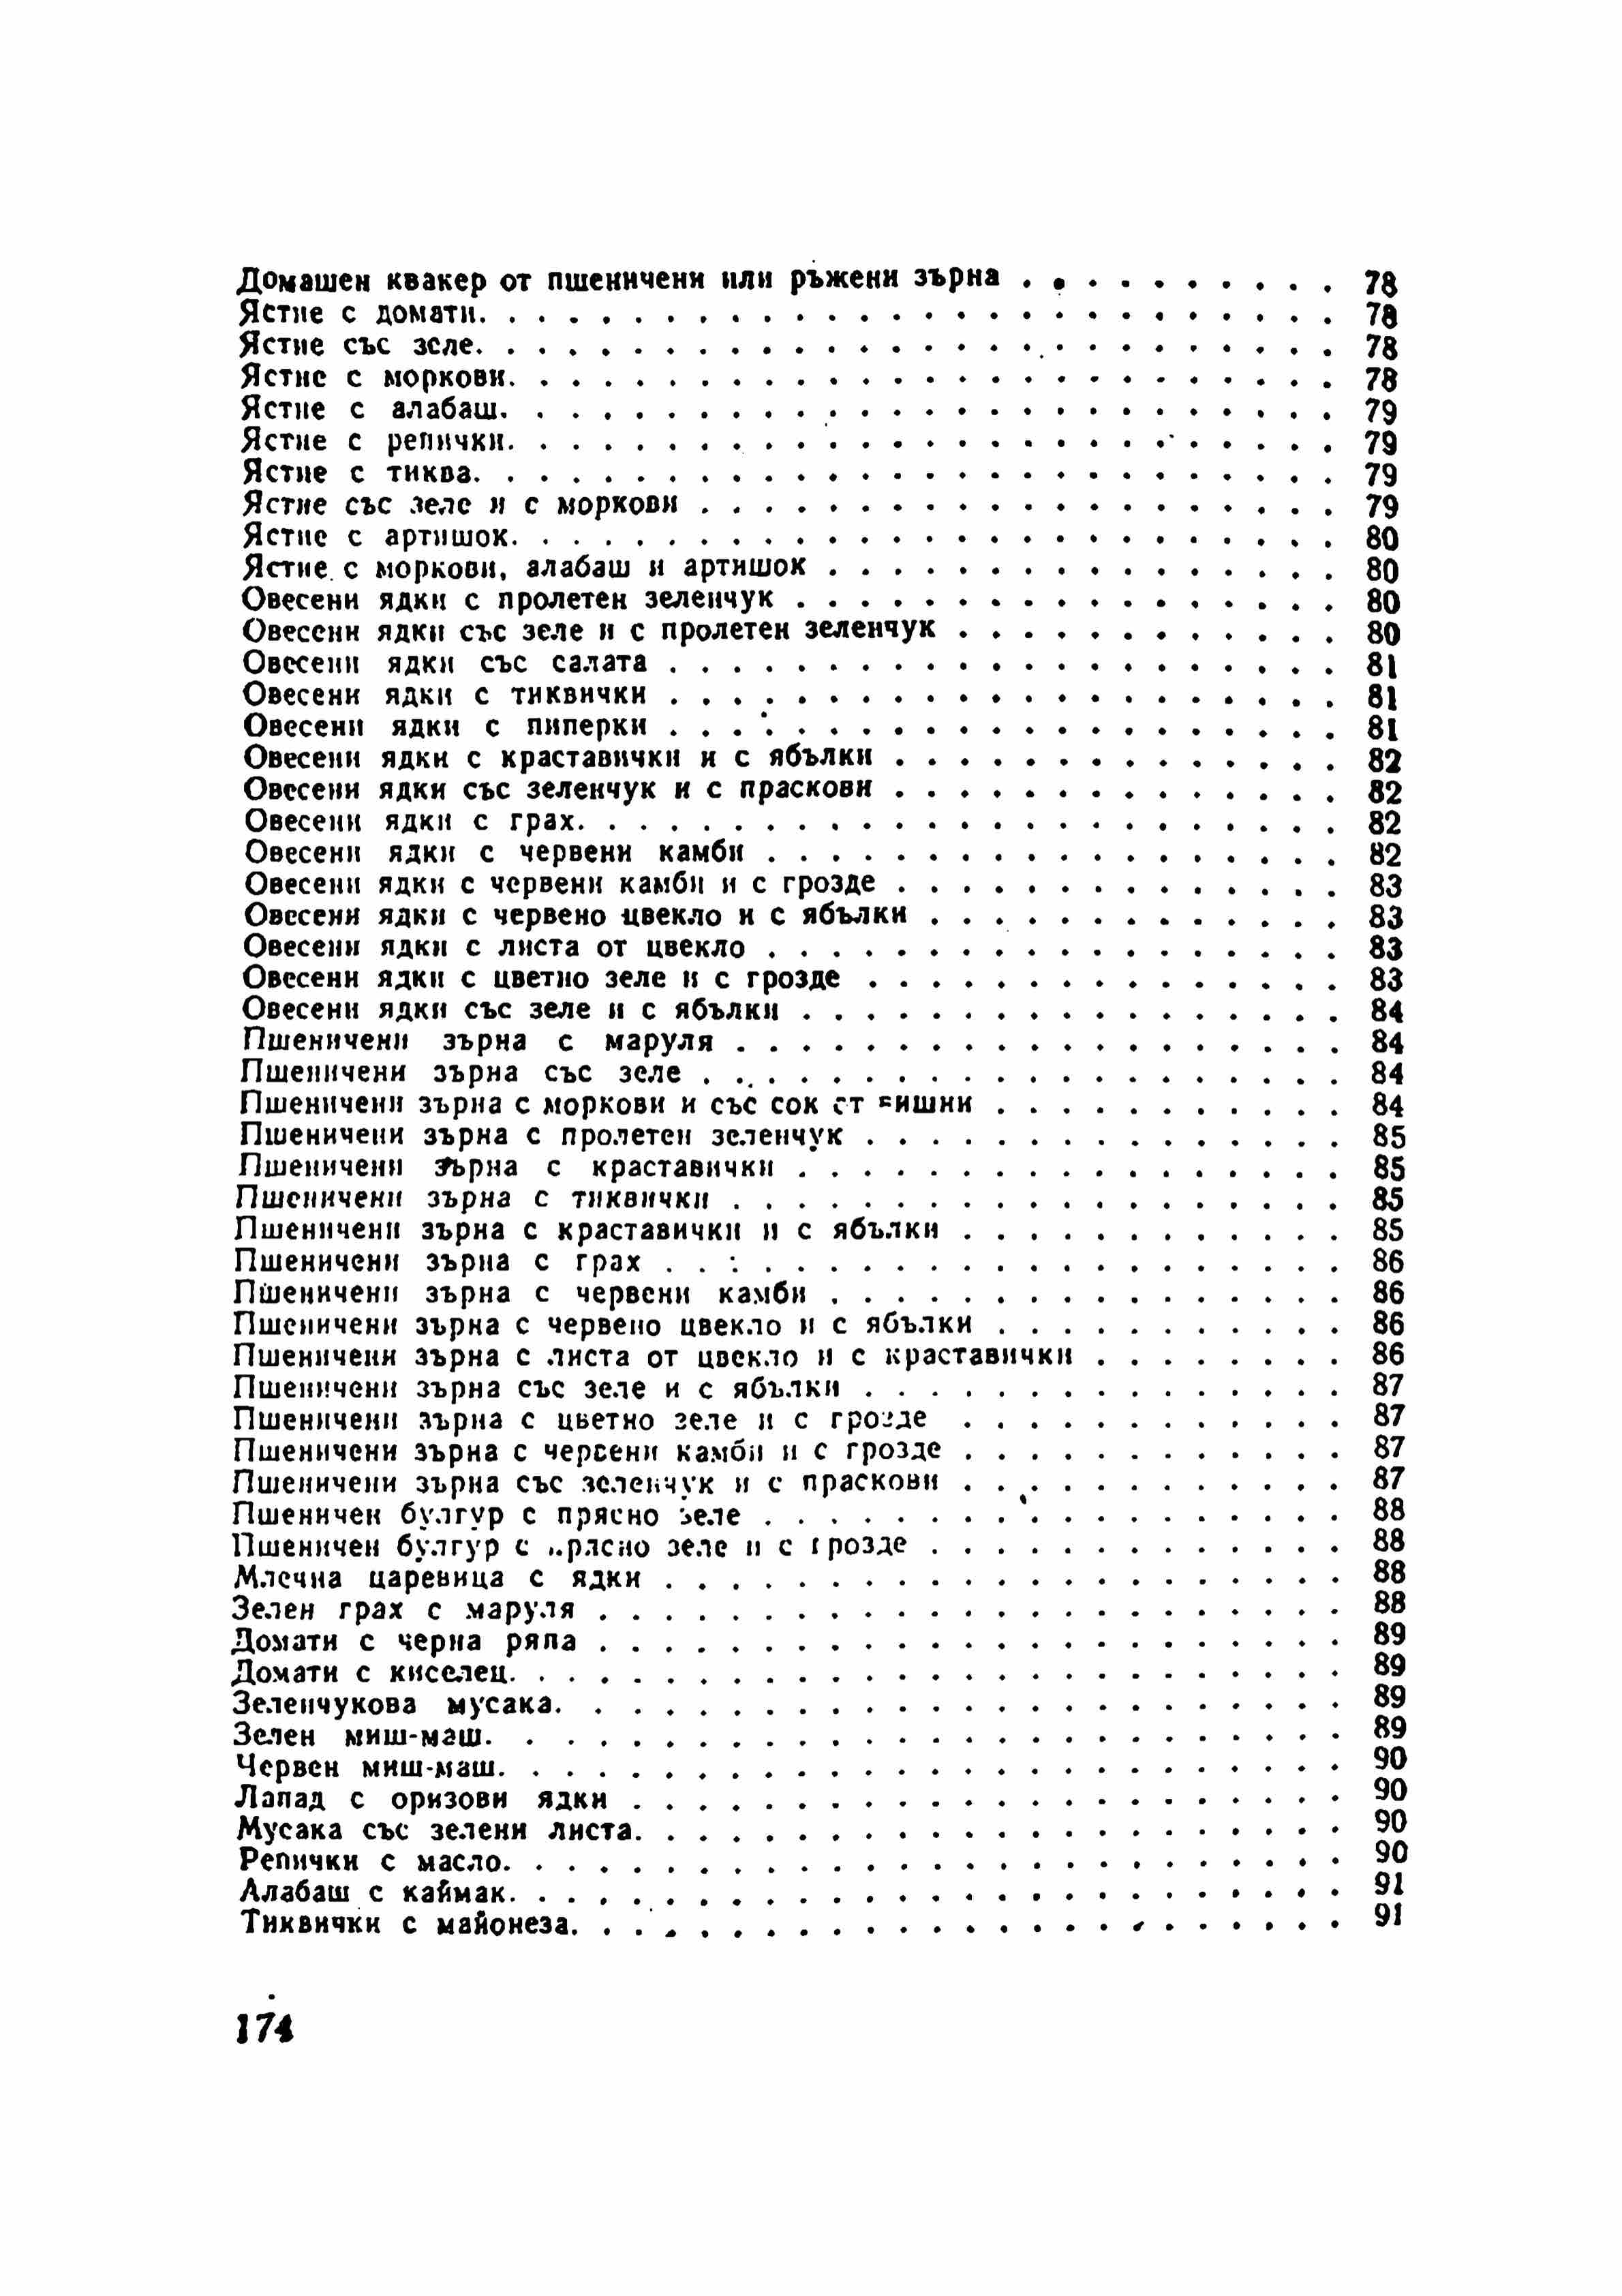 Домашен квакер от пшеничени или ръжени зърна . . . . . . . . . . 78
Ястие с домати. . . . . . . . . . . . . . . . . . . . . . . . . . . 78
Ястие със зеле. . . . . . . . . . . . . . . . . . . . . . . . . . . 78
Ястие с моркови. . . . . . . . . . . . . . . . . . . . . . . . . . 78
Ястие с алабаш. . . . . . . . . . . . . . . . . . . . . . . . . . 79
Ястие с репички. . . . . . . . . . . . . . . . . . . . . . . . . . 79
Ястие с тиква. . . . . . . . . . . . . . . . . . . . . . . . . . . 79
Ястие със зеле и с моркови . . . . . . . . . . . . . . . . . . . . 79
Ястие с артишок. . . . . . . . . . . . . . . . . . . . . . . . . . 80
Ястие с моркови, алабаш и артишок . . . . . . . . . . . . . . . . 80
Овесени ядки с пролетен зеленчук . . . . . . . . . . . . . . . . . 80
Овесени ядки със зеле и с пролетен зеленчук . . . . . . . . . . . . 80
Овесени ядки със салата . . . . . . . . . . . . . . . . . . . . . 81
Овесени ядки с тиквички . . . . . . . . . . . . . . . . . . . . . 81
Овесени ядки с пиперки . . . . . . . . . . . . . . . . . . . . . 81
Овесени ядки с краставички и с ябълки . . . . . . . . . . . . . . 82
Овесени ядки със зеленчук и с праскови . . . . . . . . . . . . . . 82
Овесени ядки с грах. . . . . . . . . . . . . . . . . . . . . . . . 82
Овесени ядки с червени камби . . . . . . . . . . . . . . . . . . 82
Овесени ядки с червени камби и с грозде . . . . . . . . . . . . . . 83
Овесени ядки с червено цвекло и с ябълки . . . . . . . . . . . . . 83
Овесени ядки с листа от цвекло . . . . . . . . . . . . . . . . . . 83
Овесени ядки с цветно зеле и с грозде . . . . . . . . . . . . . . . 83
Овесени ядки със зеле и с ябълки . . . . . . . . . . . . . . . . . 84
Пшеничени зърна с маруля . . . . . . . . . . . . . . . . . . . 84
Пшеничени зърна със зеле . . . . . . . . . . . . . . . . . . . . 84
Пшеничени зърна с моркови и със сок от вишни . . . . . . . . . . . 84
Пшеничени зърна с пролетен зеленчук . . . . . . . . . . . . . . . 85
Пшеничени зърна с краставички . . . . . . . . . . . . . . . . . 85
Пшеничени зърна с тиквички . . . . . . . . . . . . . . . . . . . 85
Пшеничени зърна с краставички и с ябълки . . . . . . . . . . . . 85
Пшеничени зърна с грах . . . . . . . . . . . . . . . . . . . . . 86
Пшеничени зърна с червени камби . . . . . . . . . . . . . . . . 86
Пшеничени зърна с червено цвекло и с ябълки . . . . . . . . . . . 86
Пшеничени зърна с листа от цвекло и с краставички . . . . . . . . 86
Пшеничени зърна със зеле и с ябълки . . . . . . . . . . . . . . . 87
Пшеничени зърна с цветно зеле и с грозде . . . . . . . . . . . . 87
Пшеничени зърна с червени камби и с грозде . . . . . . . . . . . . 87
Пшеничени зърна със зеленчук и с праскови . . . . . . . . . . . . 87
Пшеничен булгур с прясно зеле . . . . . . . . . . . . . . . . . . 88
Пшеничен булгур с прясно зеле и с грозде . . . . . . . . . . . . . 88
Млечна царевица с ядки . . . . . . . . . . . . . . . . . . . . . 88
Зелен грах с маруля . . . . . . . . . . . . . . . . . . . . . . . 88
Домати с черна ряпа . . . . . . . . . . . . . . . . . . . . . . . 89
Домати с киселец. . . . . . . . . . . . . . . . . . . . . . . . . . 89
Зеленчукова мусака. . . . . . . . . . . . . . . . . . . . . . . . 89
Зелен миш-маш. . . . . . . . . . . . . . . . . . . . . . . . . . 89
Червен миш-маш. . . . . . . . . . . . . . . . . . . . . . . . . . 90
Лапад с оризови ядки . . . . . . . . . . . . . . . . . . . . . . 90
Мусака със зелени листа. . . . . . . . . . . . . . . . . . . . . . 90
Репички с масло. . . . . . . . . . . . . . . . . . . . . . . . . . 90
Алабаш с каймак. . . . . . . . . . . . . . . . . . . . . . . . . . 91
Тиквички с майонеза. . . . . . . . . . . . . . . . . . . . . . . . 91
174